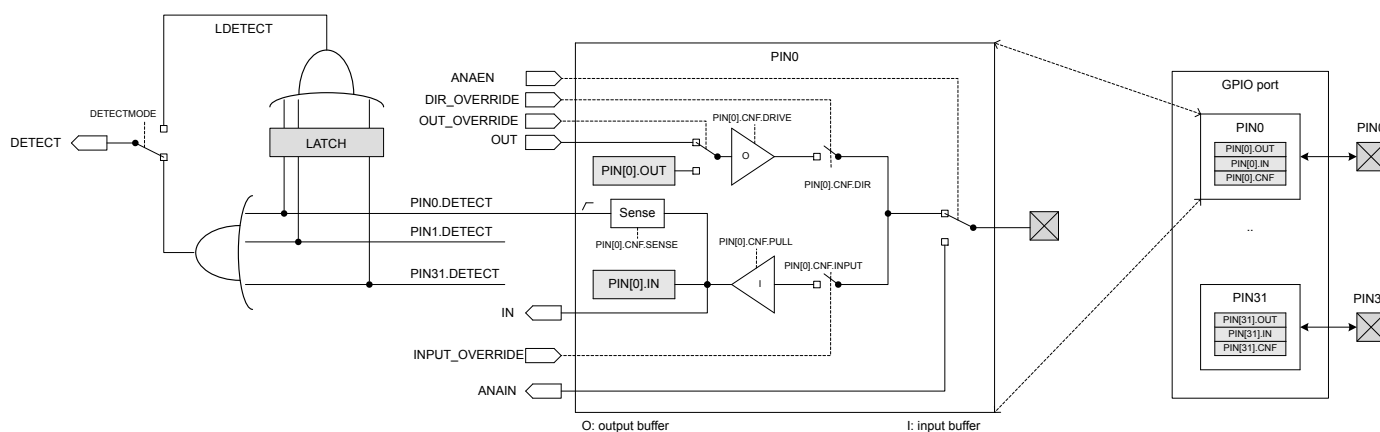 LDETECT
PIN0
ANAEN
GPIO port
DIR_OVERRIDE
DETECTMODE
OUT_OVERRIDE
PIN[0].CNF.DRIVE
PIN0
DETECT
OUT
LATCH
O
PIN[0].OUT
PIN[0].IN
PIN[0].CNF
PIN[0].OUT
PIN[0].CNF.DIR
PIN0.DETECT
Sense
PIN1.DETECT
PIN[0].CNF.SENSE
PIN[0].CNF.PULL
..
PIN[0].CNF.INPUT
PIN31.DETECT
PIN[0].IN
I
PIN31
IN
PIN[31].OUT
PIN[31].IN
PIN[31].CNF
INPUT_OVERRIDE
ANAIN
O: output buffer
I: input buffer